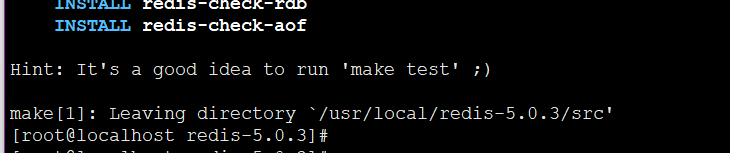 INSTALL redis-check-rdb
INSTALL redis-check-aof
Hint: It's a good idea to run 'make test' ;)
make[1]: Leaving directory `/usr/local/redis-5.0.3/src'
[root@localhost redis-5.0.3]#